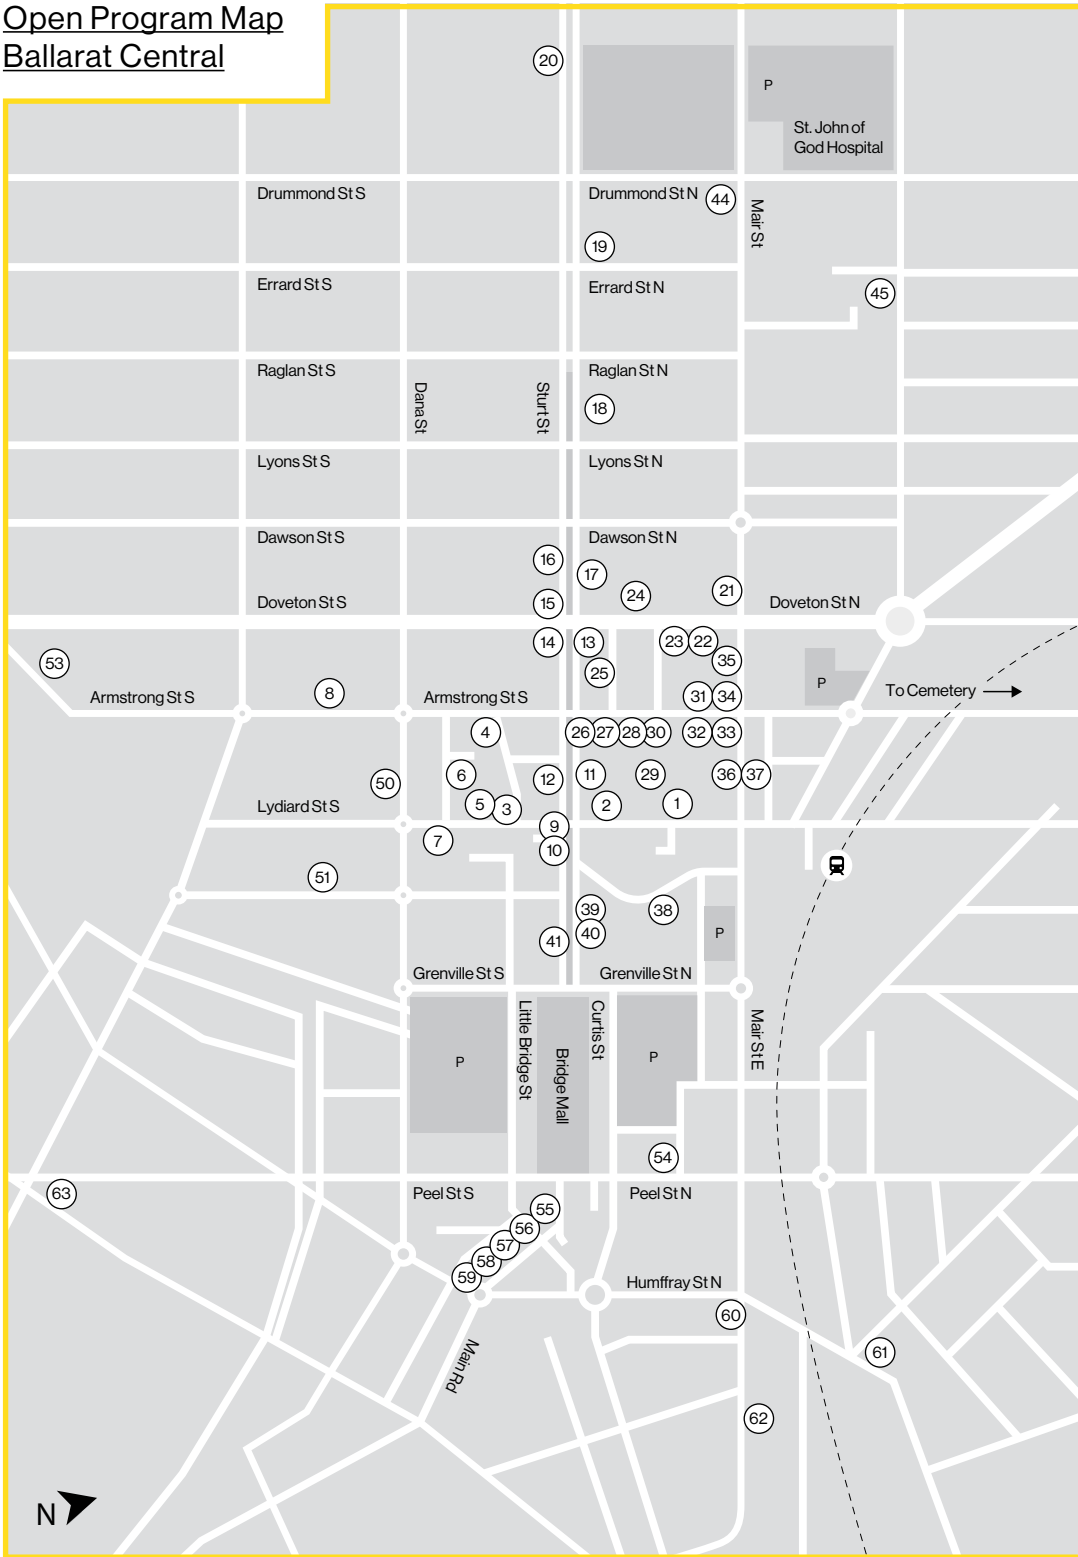 Open Program Map
Ballarat Central
20
P
St. John of
God Hospital
Drummond St S
Drummond St N
44
Mair St
19
Errard St S
Errard St N
45
Raglan St S
Raglan St N
Dana St
Sturt St
18
Lyons St S
Lyons St N
Dawson St S
Dawson St N
16
17
24
21
Doveton St S
15
Doveton St N
53
14
13
23
22
25
35
P
To Cemetery
Armstrong St S
8
Armstrong St S
31
34
4
26
27
28
30
32
33
50
6
12
11
29
36
37
Lydiard St S
5
3
2
1
7
9
10
51
39
38
41
40
P
Grenville St S
Grenville St N
Little Bridge St
Bridge Mall
Curtis St
Mair St E
P
P
54
63
Peel St S
Peel St N
55
56
57
58
59
Humffray St N
60
Main Rd
61
62
N